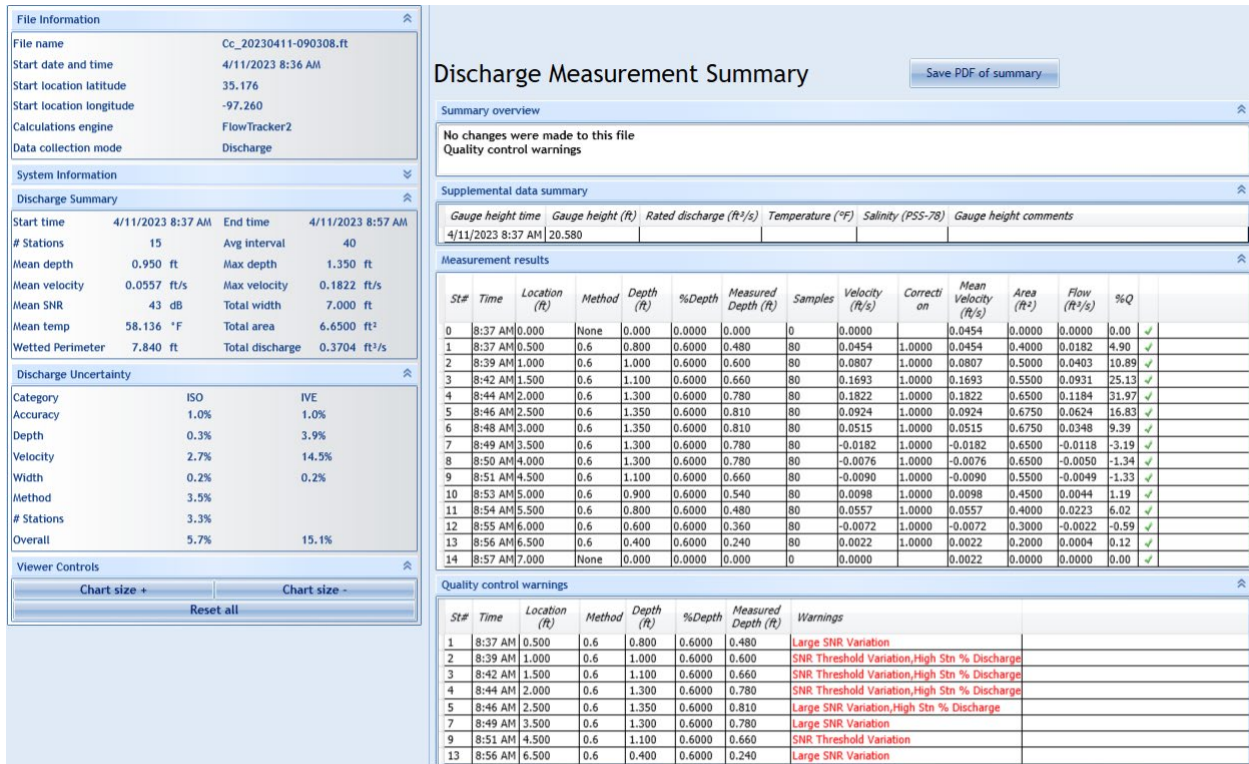 File Information
File name Cc_20230411-090308.ft
Start date and time 4/11/2023 8:36 AM
Start location latitude 35.176
Start location longitude -97.260
Calculations engine FlowTracker2
Data collection mode Discharge
System Information
Discharge Summary
Start time 4/11/2023 8:37 AM End time 4/11/2023 8:57 AM
# Stations 15 Avg interval 40
Mean depth 0.950 ft Max depth 1.350 ft
Mean velocity 0.0557 ft/s Max velocity 0.1822 ft/s
Mean SNR 43 dB Total width 7.000 ft
Mean temp 58.136 °F Total area 6.6500 ft²
Wetted Perimeter 7.840 ft Total discharge 0.3704 ft³/s
Discharge Uncertainty
Category ISO IVE
Accuracy 1.0% 1.0%
Depth 0.3% 3.9%
Velocity 2.7% 14.5%
Width 0.2% 0.2%
Method 3.5%
# Stations 3.3%
Overall 5.7% 15.1%
Viewer Controls
Chart size + Chart size -
Reset all
Discharge Measurement Summary
Save PDF of summary
Summary overview
No changes were made to this file
Quality control warnings
Supplemental data summary
Gauge height time Gauge height (ft) Rated discharge (ft³/s) Temperature (°F) Salinity (PSS-78) Gauge height comments
4/11/2023 8:37 AM 20.580
Measurement results
St# Time Location (ft) Method Depth (ft) %Depth Measured Depth (ft) Samples Velocity (ft/s) Correcti on Mean Velocity (ft/s) Area (ft²) Flow (ft³/s) %Q
0 8:37 AM 0.000 None 0.000 0.0000 0.000 0 0.0000 0.0454 0.0000 0.0000 0.00 ✓
1 8:37 AM 0.500 0.6 0.800 0.6000 0.480 80 0.0454 1.0000 0.0454 0.4000 0.0182 4.90 ✓
2 8:39 AM 1.000 0.6 1.000 0.6000 0.600 80 0.0807 1.0000 0.0807 0.5000 0.0403 10.89 ✓
3 8:42 AM 1.500 0.6 1.100 0.6000 0.660 80 0.1693 1.0000 0.1693 0.5500 0.0931 25.13 ✓
4 8:44 AM 2.000 0.6 1.300 0.6000 0.780 80 0.1822 1.0000 0.1822 0.6500 0.1184 31.97 ✓
5 8:46 AM 2.500 0.6 1.350 0.6000 0.810 80 0.0924 1.0000 0.0924 0.6750 0.0624 16.83 ✓
6 8:48 AM 3.000 0.6 1.350 0.6000 0.810 80 0.0515 1.0000 0.0515 0.6750 0.0348 9.39 ✓
7 8:49 AM 3.500 0.6 1.300 0.6000 0.780 80 -0.0182 1.0000 -0.0182 0.6500 -0.0118 -3.19 ✓
8 8:50 AM 4.000 0.6 1.300 0.6000 0.780 80 -0.0076 1.0000 -0.0076 0.6500 -0.0050 -1.34 ✓
9 8:51 AM 4.500 0.6 1.100 0.6000 0.660 80 -0.0090 1.0000 -0.0090 0.5500 -0.0049 -1.33 ✓
10 8:53 AM 5.000 0.6 0.900 0.6000 0.540 80 0.0098 1.0000 0.0098 0.4500 0.0044 1.19 ✓
11 8:54 AM 5.500 0.6 0.800 0.6000 0.480 80 0.0557 1.0000 0.0557 0.4000 0.0223 6.02 ✓
12 8:55 AM 6.000 0.6 0.600 0.6000 0.360 80 -0.0072 1.0000 -0.0072 0.3000 -0.0022 -0.59 ✓
13 8:56 AM 6.500 0.6 0.400 0.6000 0.240 80 0.0022 1.0000 0.0022 0.2000 0.0004 0.12 ✓
14 8:57 AM 7.000 None 0.000 0.0000 0.000 0 0.0000 0.0022 0.0000 0.0000 0.00 ✓
Quality control warnings
St# Time Location (ft) Method Depth (ft) %Depth Measured Depth (ft) Warnings
1 8:37 AM 0.500 0.6 0.800 0.6000 0.480 Large SNR Variation
2 8:39 AM 1.000 0.6 1.000 0.6000 0.600 SNR Threshold Variation,High Stn % Discharge
3 8:42 AM 1.500 0.6 1.100 0.6000 0.660 SNR Threshold Variation,High Stn % Discharge
4 8:44 AM 2.000 0.6 1.300 0.6000 0.780 SNR Threshold Variation,High Stn % Discharge
5 8:46 AM 2.500 0.6 1.350 0.6000 0.810 Large SNR Variation,High Stn % Discharge
7 8:49 AM 3.500 0.6 1.300 0.6000 0.780 Large SNR Variation
9 8:51 AM 4.500 0.6 1.100 0.6000 0.660 SNR Threshold Variation
13 8:56 AM 6.500 0.6 0.400 0.6000 0.240 Large SNR Variation